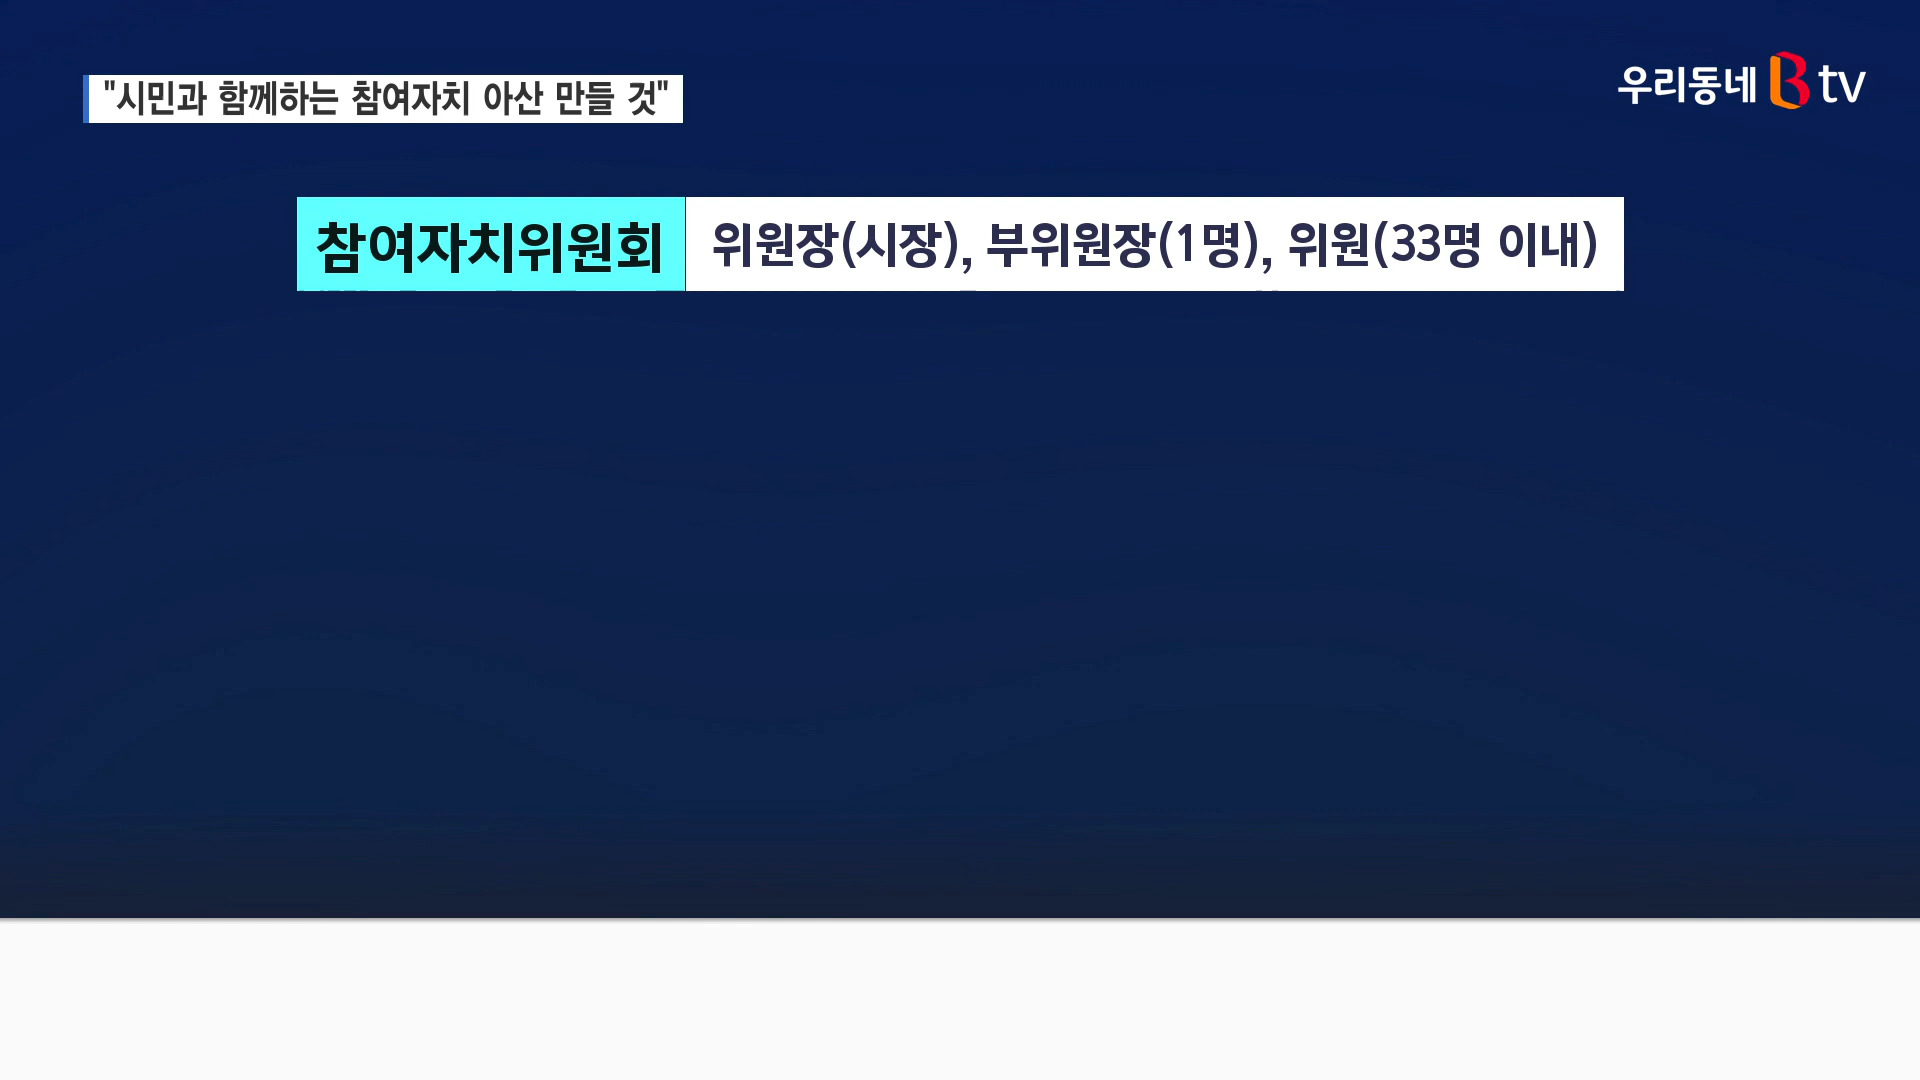 "시민과 함께하는 참여자치 아산 만들 것"
우리동네 B tv
참여자치위원회 위원장(시장), 부위원장(1명), 위원(33명 이내)